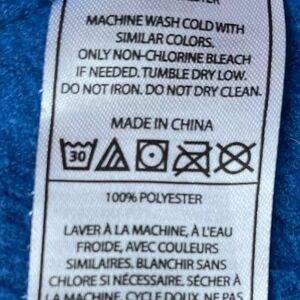 MACHINE WASH COLD WITH
SIMILAR COLORS.
ONLY NON-CHLORINE BLEACH
IF NEEDED. TUMBLE DRY LOW.
DO NOT IRON. DO NOT DRY CLEAN.
MADE IN CHINA
30
100% POLYESTER
LAVER À LA MACHINE, À L'EAU
FROIDE, AVEC COULEURS
SIMILAIRES. BLANCHIR SANS
CHLORE SI NÉCESSAIRE. SÉCHER À
LA MACHINE, CYCLE DOUX. NE PAS